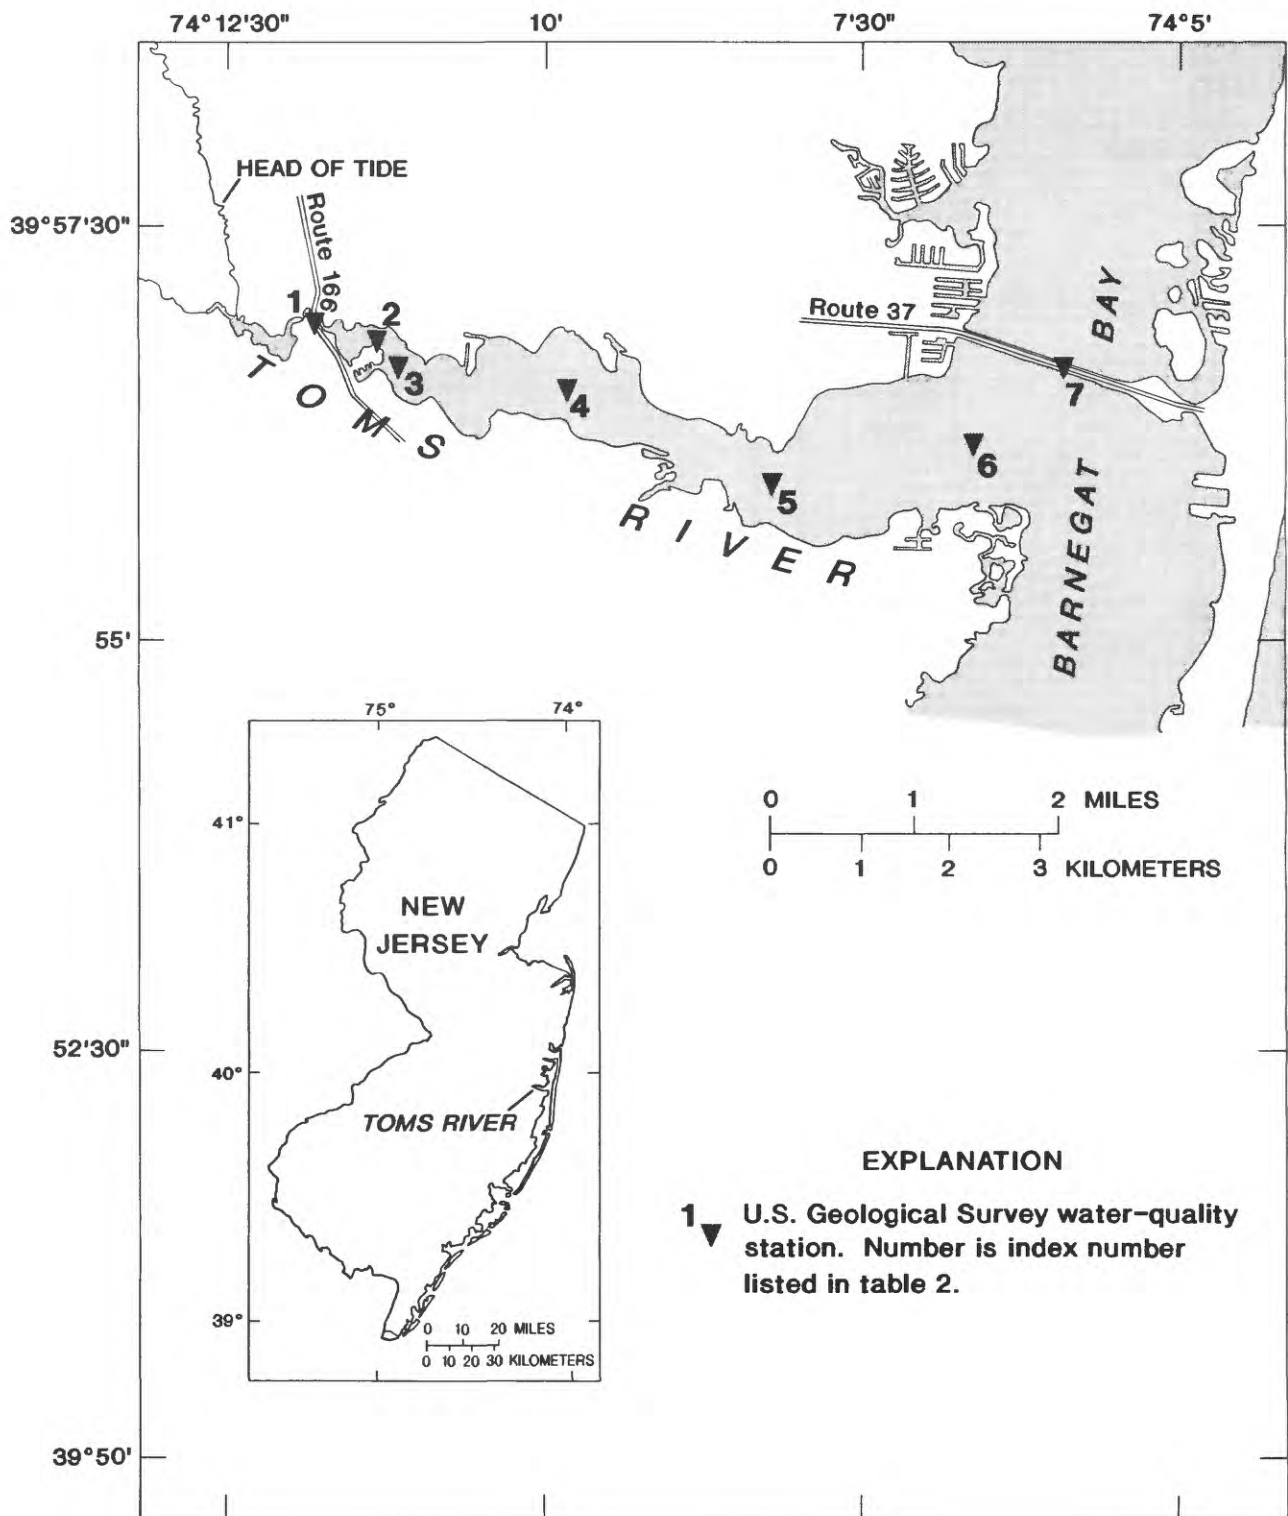 74°12'30" 10' 7'30" 74°5'
HEAD OF TIDE
39°57'30"
Route 166
1
2
3
4
5
6
7
Route 37
TOMS
RIVER
BARNEGAT BAY
55'
75° 74°
41°
NEW
JERSEY
40°
TOMS RIVER
39°
0 10 20 MILES
0 10 20 30 KILOMETERS
0 1 2 MILES
0 1 2 3 KILOMETERS
52'30"
EXPLANATION
1 U.S. Geological Survey water-quality
station. Number is index number
listed in table 2.
39°50'